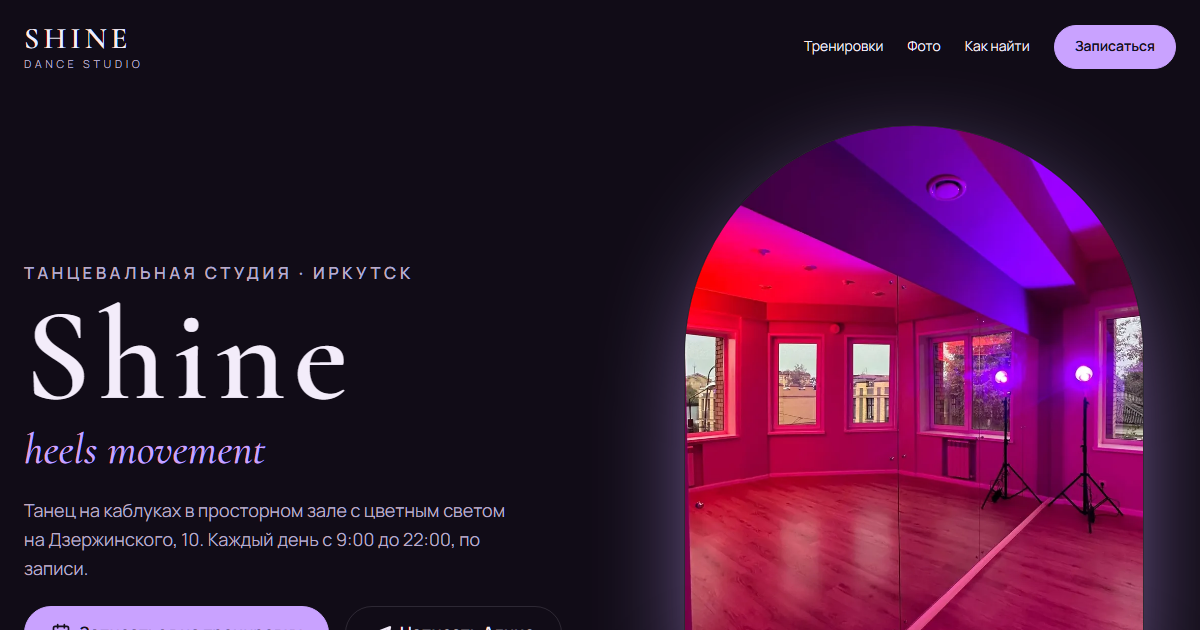 SHINE
DANCE STUDIO
Тренировки
Фото
Как найти
Записаться
ТАНЦЕВАЛЬНАЯ СТУДИЯ · ИРКУТСК
Shine
heels movement
Танец на каблуках в просторном зале с цветным светом
на Дзержинского, 10. Каждый день с 9:00 до 22:00, по
записи.